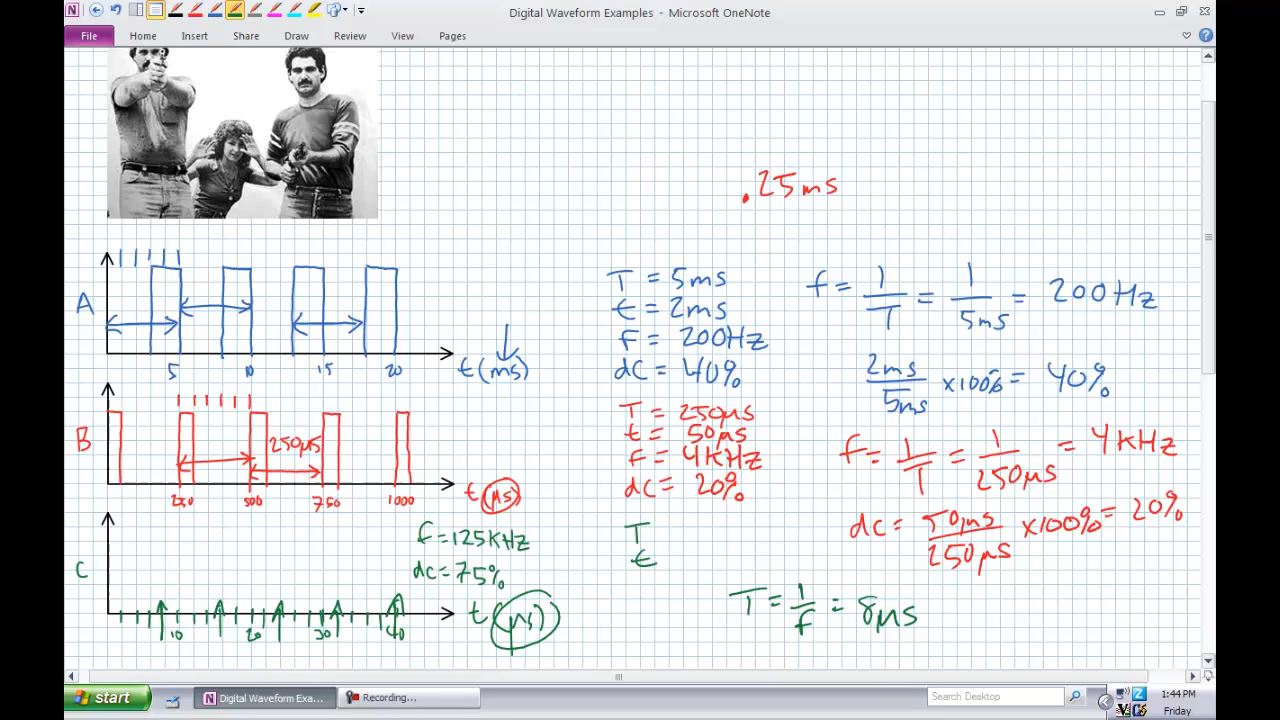 Digital Waveform Examples - Microsoft OneNote
File Home Insert Share Draw Review View Pages
.25ms
A
5 10 15 20 t(ms)
T = 5ms
t = 2ms
f = 200Hz
dC = 40%
f = 1/T = 1/5ms = 200Hz
2ms/5ms x100% = 40%
B
250μs
250 500 750 1000 t(μs)
T = 250μs
t = 50μs
f = 4KHz
dC = 20%
f = 1/T = 1/250μs = 4KHz
dC = 50μs/250μs x100% = 20%
C
f = 125KHz
dC = 75%
10 20 30 40 t(μs)
T
t
T = 1/f = 8μs
start Digital Waveform Exa... Recording... Search Desktop 1:44 PM
Friday